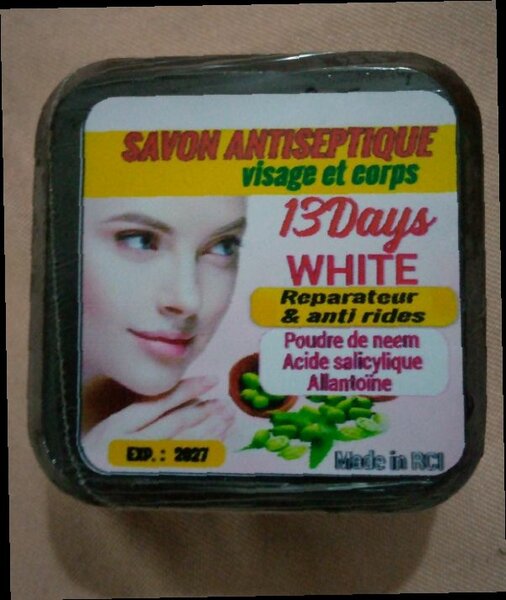 SAVON ANTISEPTIQUE
visage et corps
13Days
WHITE
Reparateur
& anti rides
Poudre de neem
Acide salicylique
Allantoïne
EXP. : 2027
Made in RCI